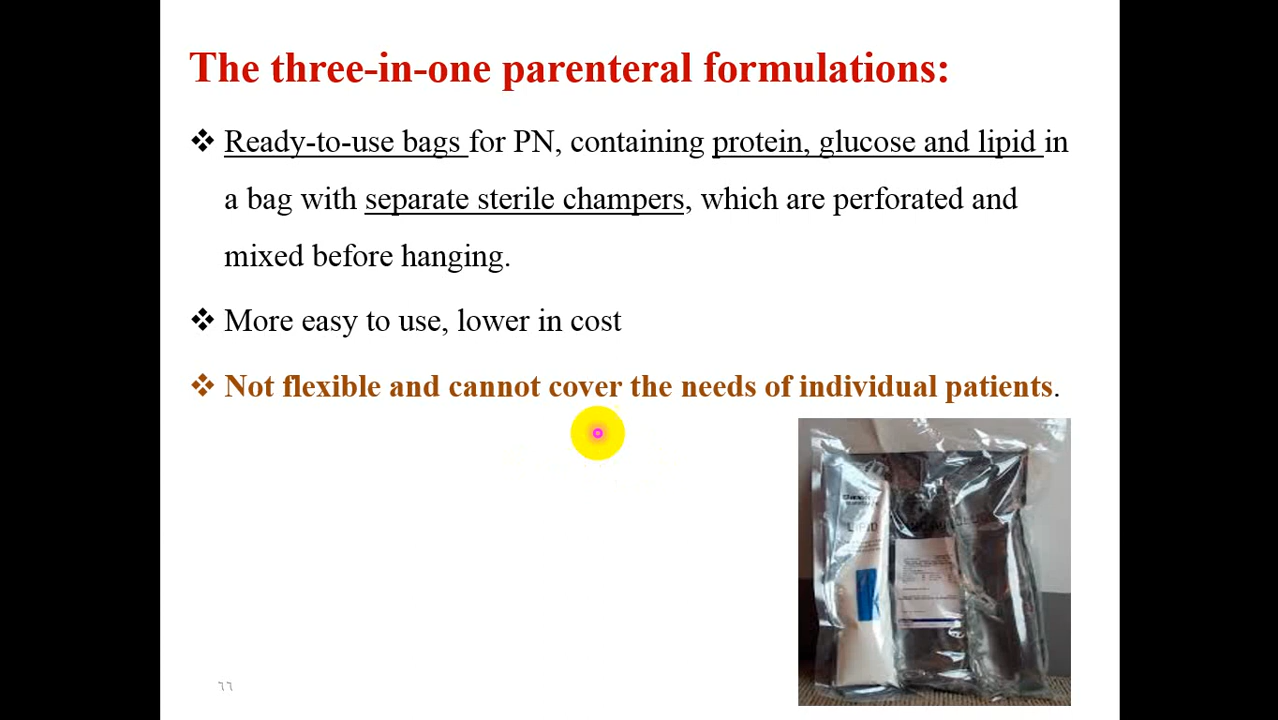 The three-in-one parenteral formulations:
❖ Ready-to-use bags for PN, containing protein, glucose and lipid in
a bag with separate sterile champers, which are perforated and
mixed before hanging.
❖ More easy to use, lower in cost
❖ Not flexible and cannot cover the needs of individual patients.
LIPID
٦٦